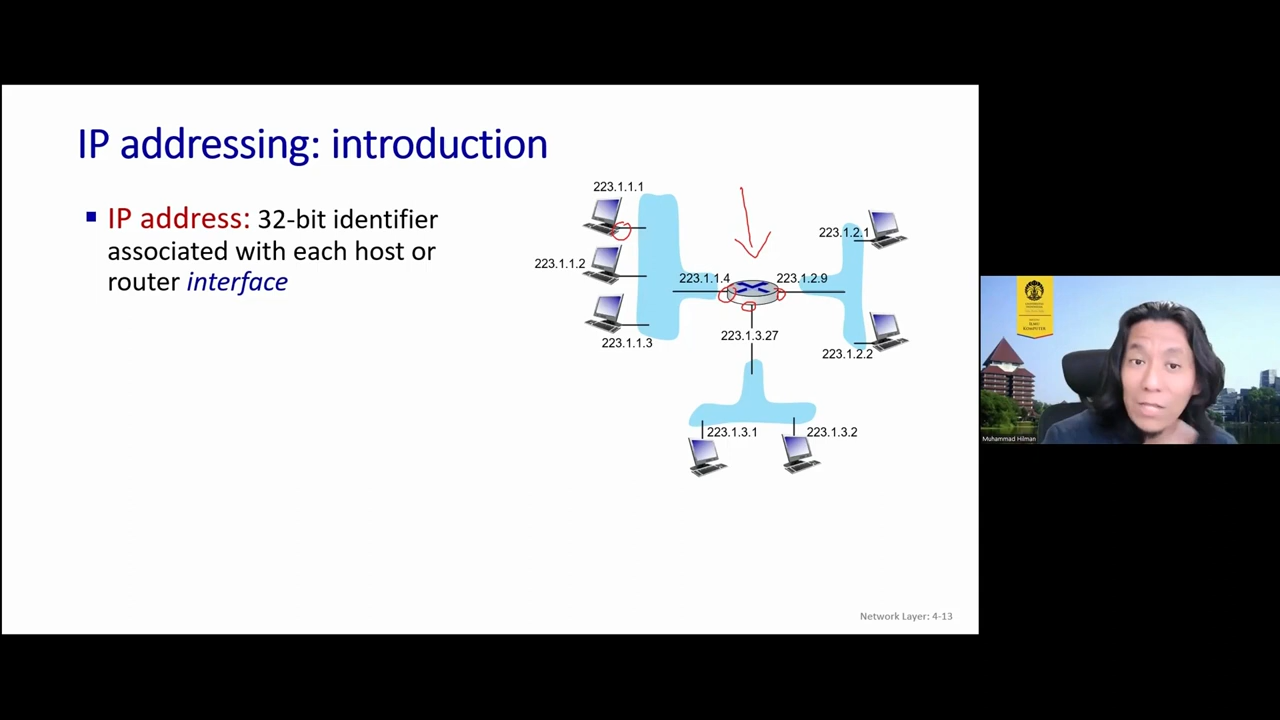 IP addressing: introduction
▪ IP address: 32-bit identifier
associated with each host or
router interface
223.1.1.1
223.1.1.2
223.1.1.3
223.1.1.4
223.1.2.9
223.1.2.1
223.1.2.2
223.1.3.27
223.1.3.1
223.1.3.2
Network Layer: 4-13
ILMU
KOMPUTER
Muhammad Hilman